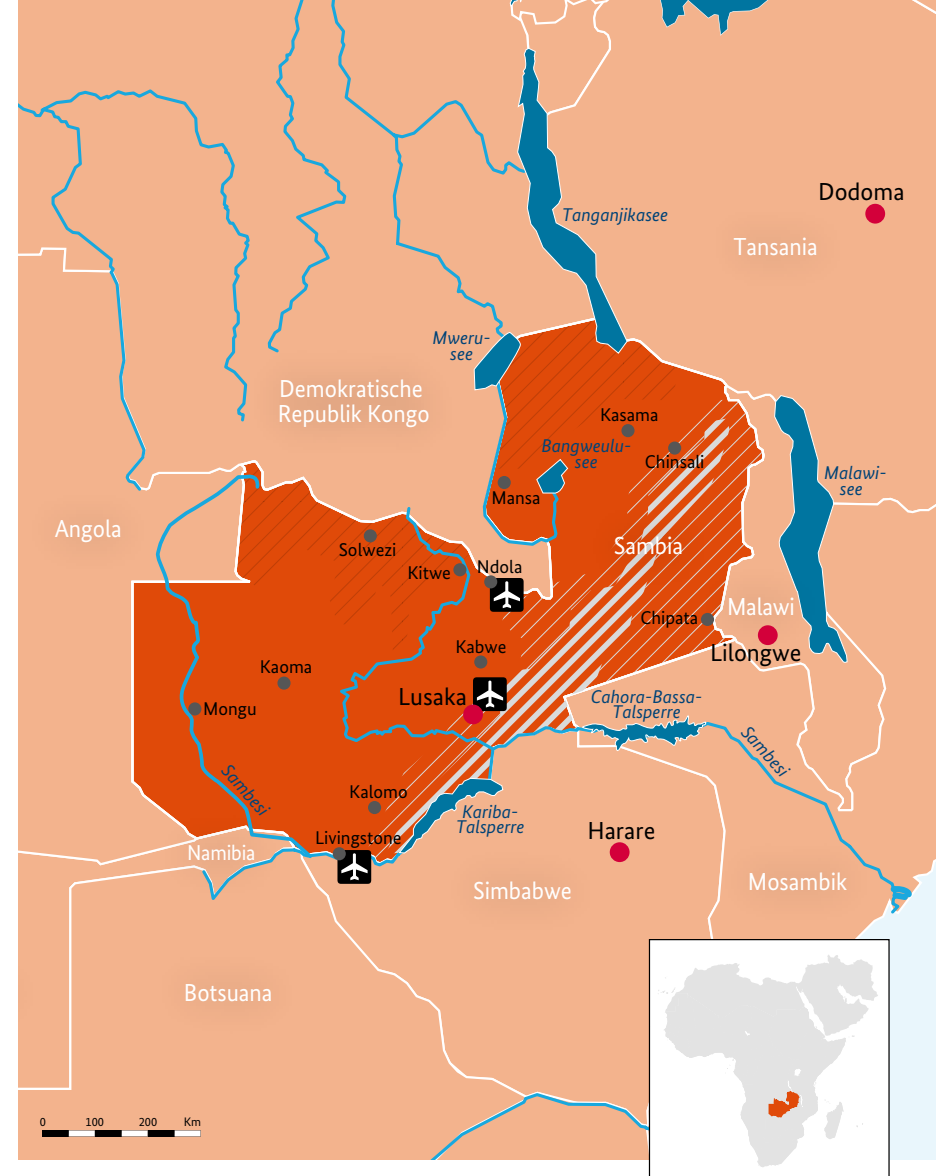 Dodoma
Tanganjikasee
Tansania
Mweru-
see
Demokratische
Republik Kongo
Kasama
Bangweulu-
see
Chinsali
Malawi-
see
Mansa
Angola
Solwezi
Sambia
Kitwe
Ndola
Malawi
Chipata
Lilongwe
Kabwe
Kaoma
Lusaka
Cahora-Bassa-
Talsperre
Mongu
Sambesi
Sambesi
Kalomo
Kariba-
Talsperre
Livingstone
Harare
Namibia
Simbabwe
Mosambik
Botsuana
0 100 200 Km